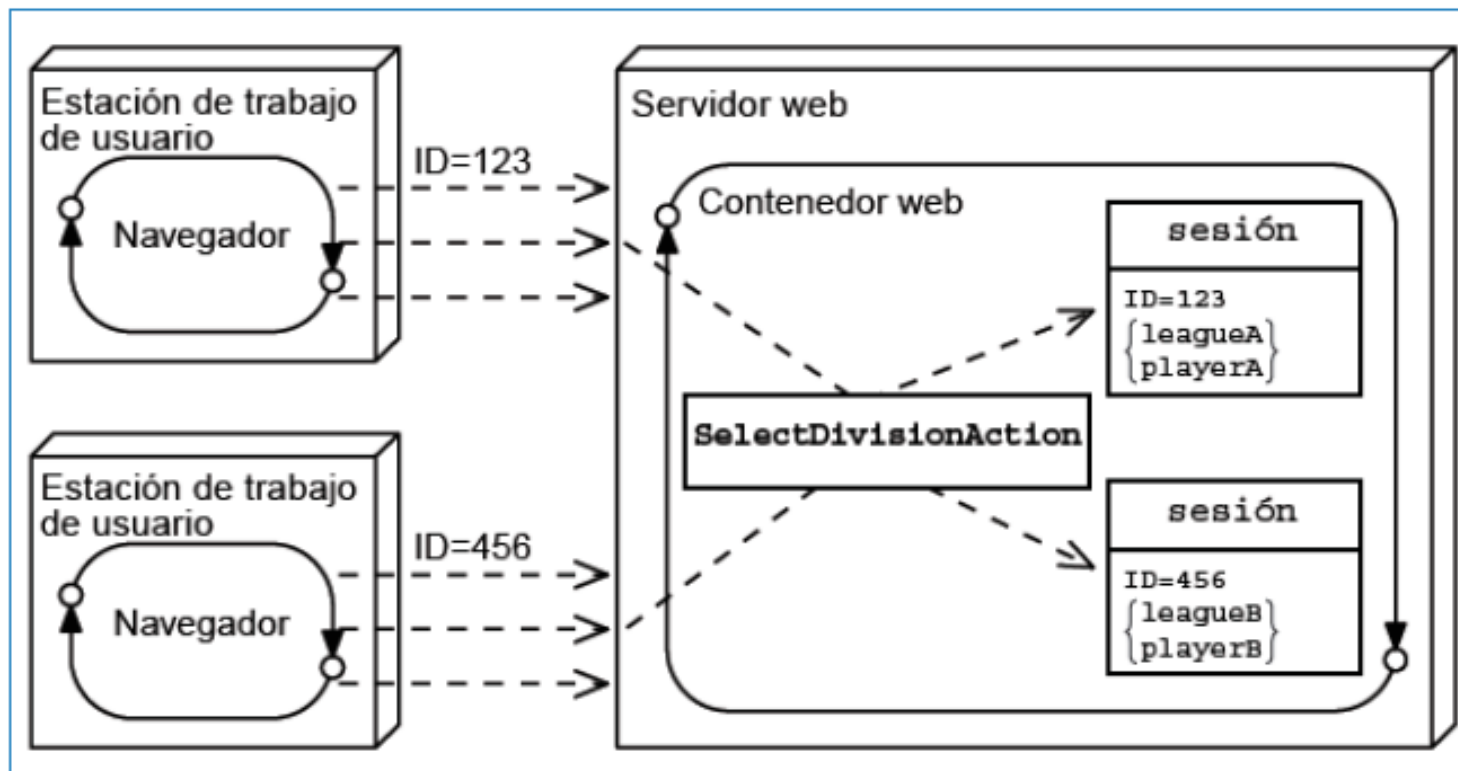 Estación de trabajo
de usuario
Navegador
ID=123
Estación de trabajo
de usuario
Navegador
ID=456
Servidor web
Contenedor web
SelectDivisionAction
sesión
ID=123
{leagueA}
{playerA}
sesión
ID=456
{leagueB}
{playerB}